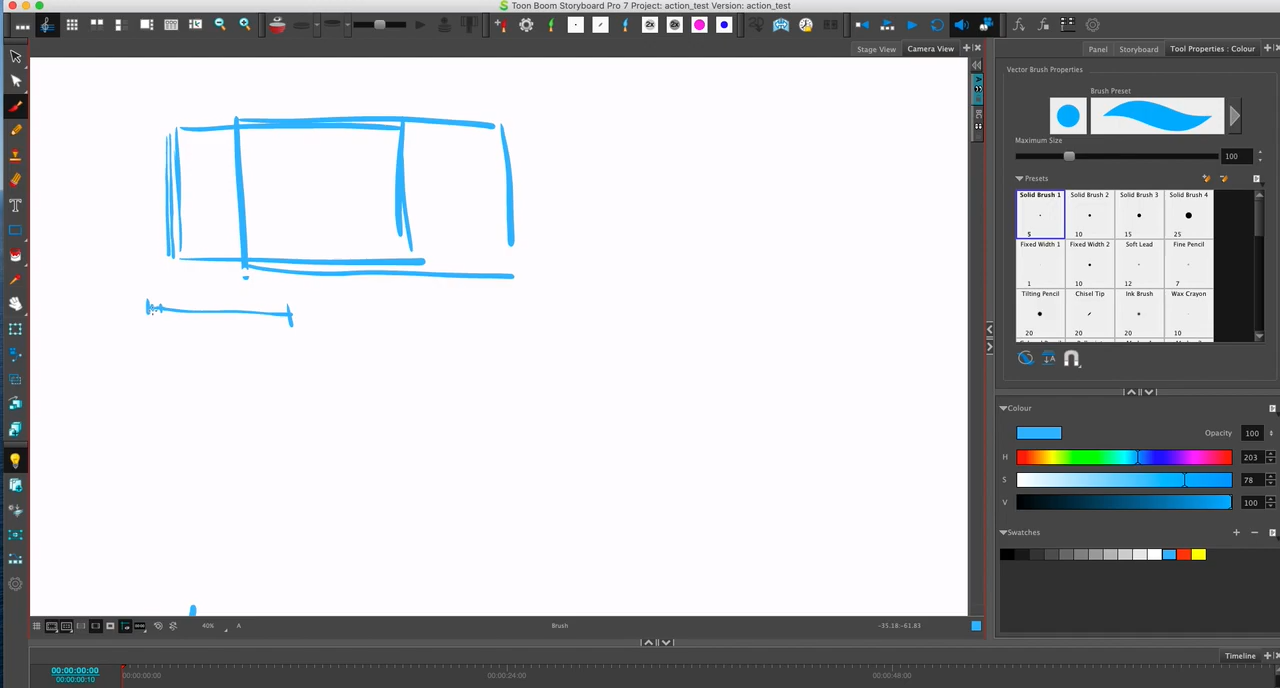 Toon Boom Storyboard Pro 7 Project: action_test Version: action_test
Stage View Camera View
Panel Storyboard Tool Properties : Colour
Vector Brush Properties
Brush Preset
Maximum Size
100
Presets
Solid Brush 1 Solid Brush 2 Solid Brush 3 Solid Brush 4
5 10 15 25
Fixed Width 1 Fixed Width 2 Soft Lead Fine Pencil
1 10 12 7
Tilting Pencil Chisel Tip Ink Brush Wax Crayon
20 20 20 10
Colour
Opacity 100
H 203
S 78
V 100
Swatches
40% A Brush -35.18:-61.83
Timeline
00:00:00:00
00:00:00:10
00:00:00:00 00:00:24:00 00:00:48:00